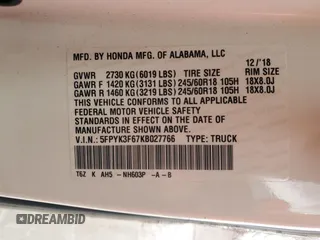 MFD. BY HONDA MFG. OF ALABAMA, LLC
12/'18
GVWR 2730 KG (6019 LBS) TIRE SIZE RIM SIZE
GAWR F 1420 KG (3131 LBS) 245/60R18 105H 18X8.0J
GAWR R 1460 KG (3219 LBS) 245/60R18 105H 18X8.0J
THIS VEHICLE CONFORMS TO ALL APPLICABLE
FEDERAL MOTOR VEHICLE SAFETY STANDARDS
IN EFFECT ON THE DATE OF MANUFACTURE
SHOWN ABOVE.
V.I.N.: 5FPYK3F67KB027766 TYPE: TRUCK
T6Z K AH5 -NH603P -A -B
DREAMBID